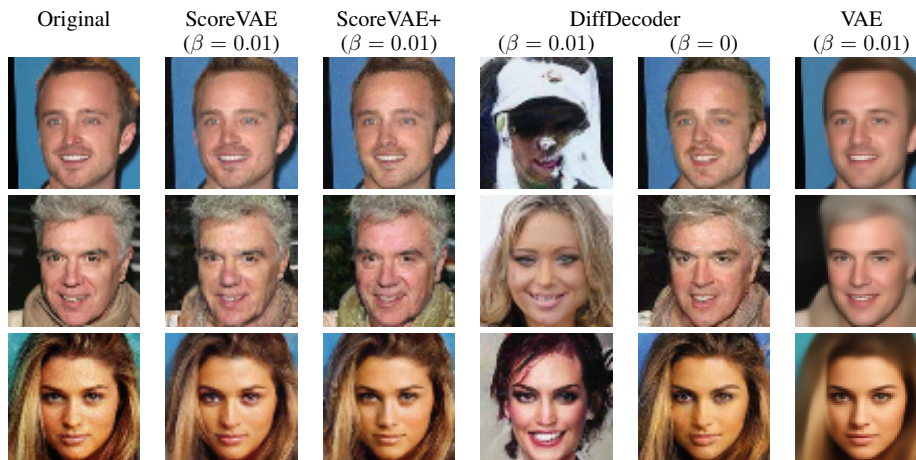 Original ScoreVAE ScoreVAE+ DiffDecoder VAE
(β = 0.01) (β = 0.01) (β = 0.01) (β = 0) (β = 0.01)